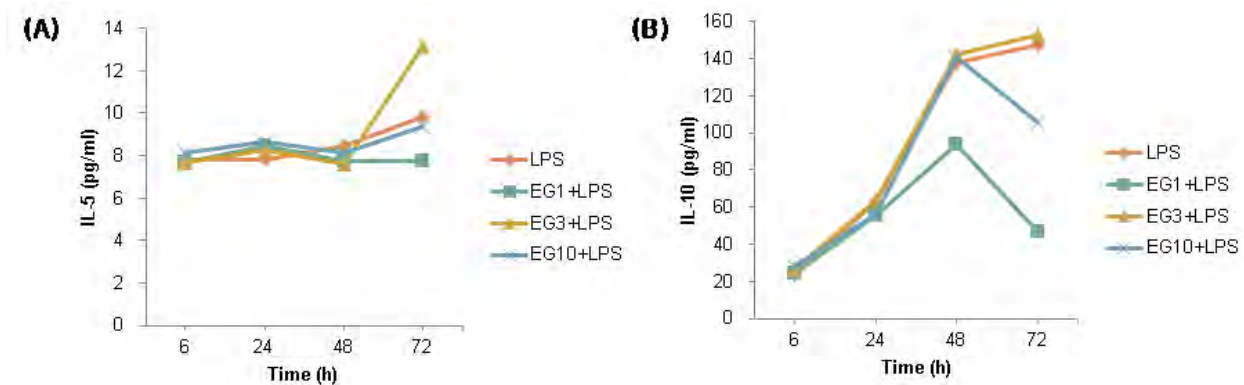 (A)
IL-5 (pg/ml)
14
12
10
8
6
4
2
0
6 24 48 72
Time (h)
LPS
EG1+LPS
EG3+LPS
EG10+LPS
(B)
IL-10 (pg/ml)
160
140
120
100
80
60
40
20
0
6 24 48 72
Time (h)
LPS
EG1+LPS
EG3+LPS
EG10+LPS